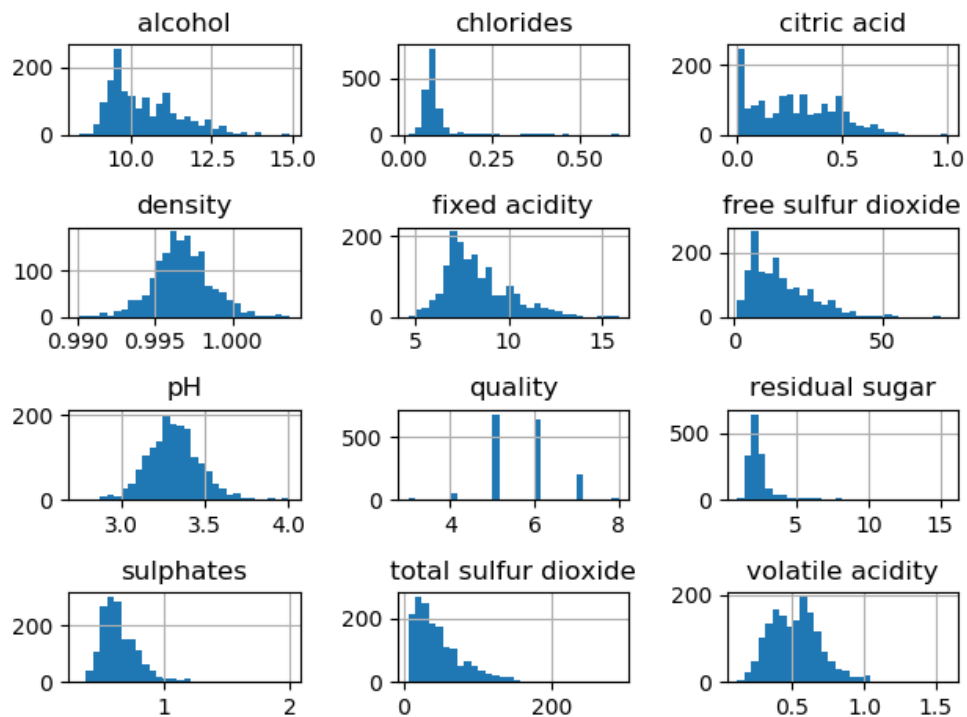 alcohol
chlorides
citric acid
200
0
10.0 12.5 15.0
500
0
0.00 0.25 0.50
200
0
0.0 0.5 1.0
density
fixed acidity
free sulfur dioxide
100
0
0.990 0.995 1.000
200
0
5 10 15
200
0
0 50
pH
quality
residual sugar
200
0
3.0 3.5 4.0
500
0
4 6 8
500
0
5 10 15
sulphates
total sulfur dioxide
volatile acidity
200
0
1 2
200
0
0 200
200
0
0.5 1.0 1.5